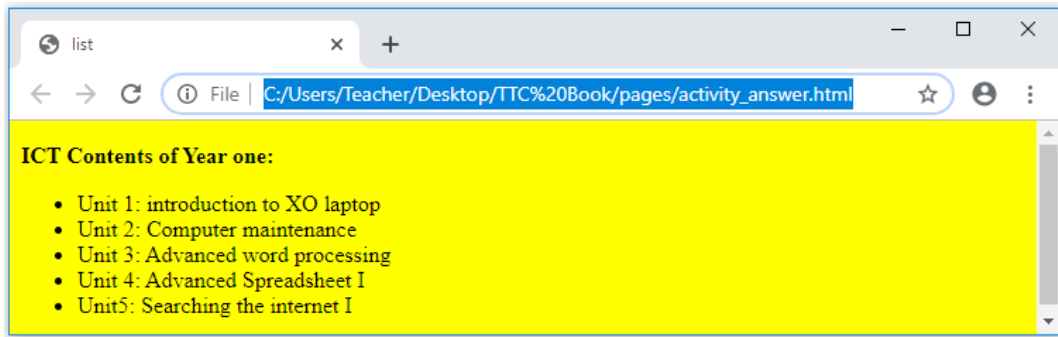 list
File C:/Users/Teacher/Desktop/TTC%20Book/pages/activity_answer.html
ICT Contents of Year one:
• Unit 1: introduction to XO laptop
• Unit 2: Computer maintenance
• Unit 3: Advanced word processing
• Unit 4: Advanced Spreadsheet I
• Unit5: Searching the internet I